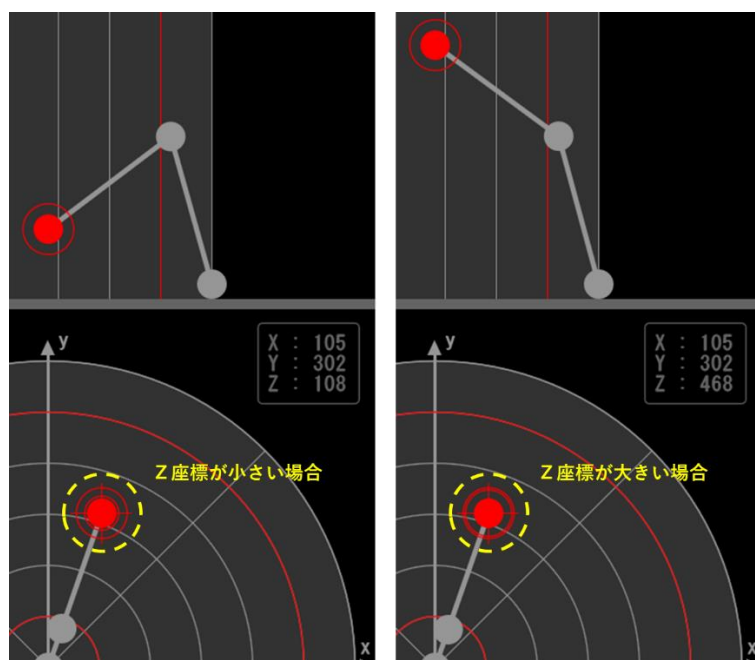 y
X : 105
Y : 302
Z : 108
Z座標が小さい場合
x
y
X : 105
Y : 302
Z : 468
Z座標が大きい場合
x